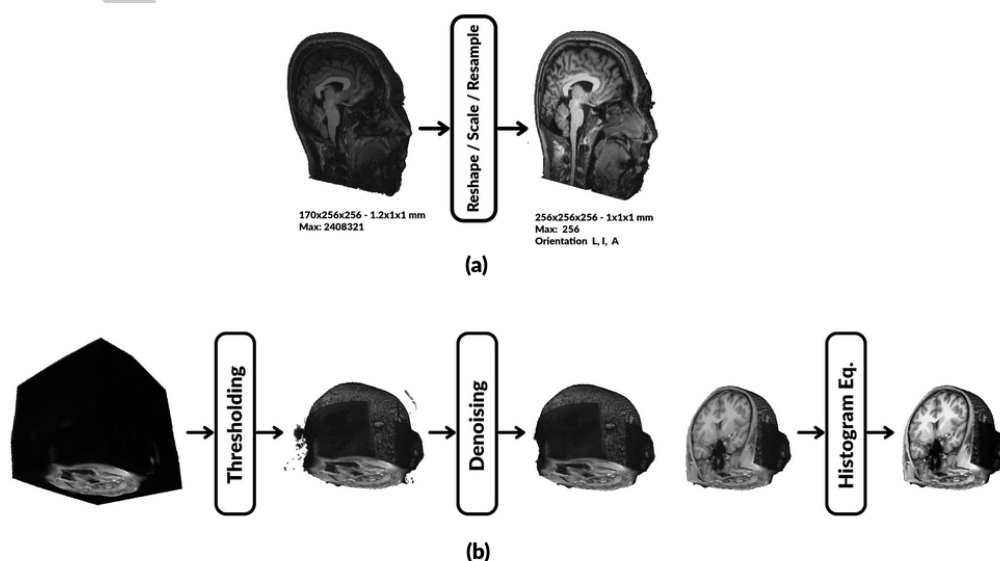 Reshape / Scale / Resample
170x256x256 - 1.2x1x1 mm
Max: 2408321
256x256x256 - 1x1x1 mm
Max: 256
Orientation L, I, A
(a)
Thresholding
Denoising
Histogram Eq.
(b)